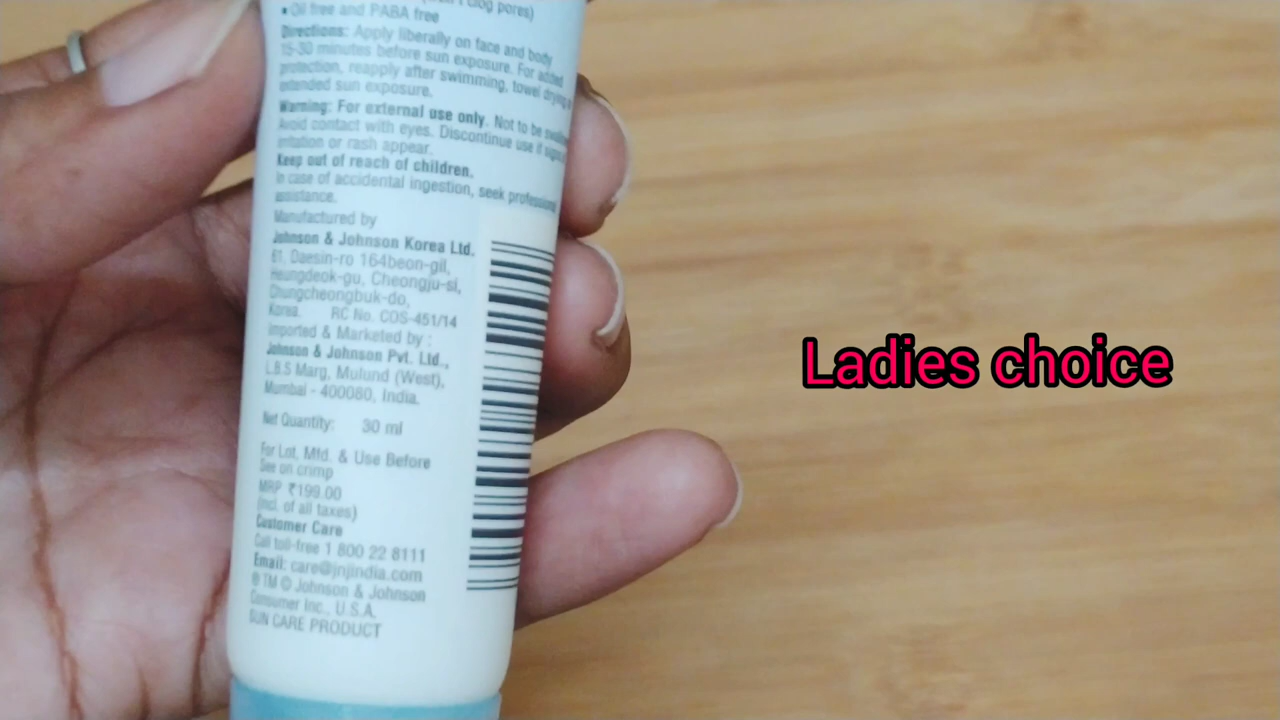 clog pores)
• Oil free and PABA free
Directions: Apply liberally on face and body
15-30 minutes before sun exposure. For added
protection, reapply after swimming, towel drying
extended sun exposure.
Warning: For external use only. Not to be
Avoid contact with eyes. Discontinue use if
irritation or rash appear.
Keep out of reach of children.
In case of accidental ingestion, seek professional
assistance.
Manufactured by
Johnson & Johnson Korea Ltd.
61, Daesin-ro 164beon-gil,
Heungdeok-gu, Cheongju-si,
Chungcheongbuk-do,
Korea. RC No. COS-451/14
Imported & Marketed by :
Johnson & Johnson Pvt. Ltd.,
L.B.S Marg, Mulund (West),
Mumbai - 400080, India.
Net Quantity: 30 ml
For Lot, Mfd. & Use Before
See on crimp
MRP ₹199.00
(incl. of all taxes)
Customer Care
Call toll-free 1 800 22 8111
Email: care@jnjindia.com
®TM © Johnson & Johnson
Consumer Inc., U.S.A.
SUN CARE PRODUCT
Ladies choice